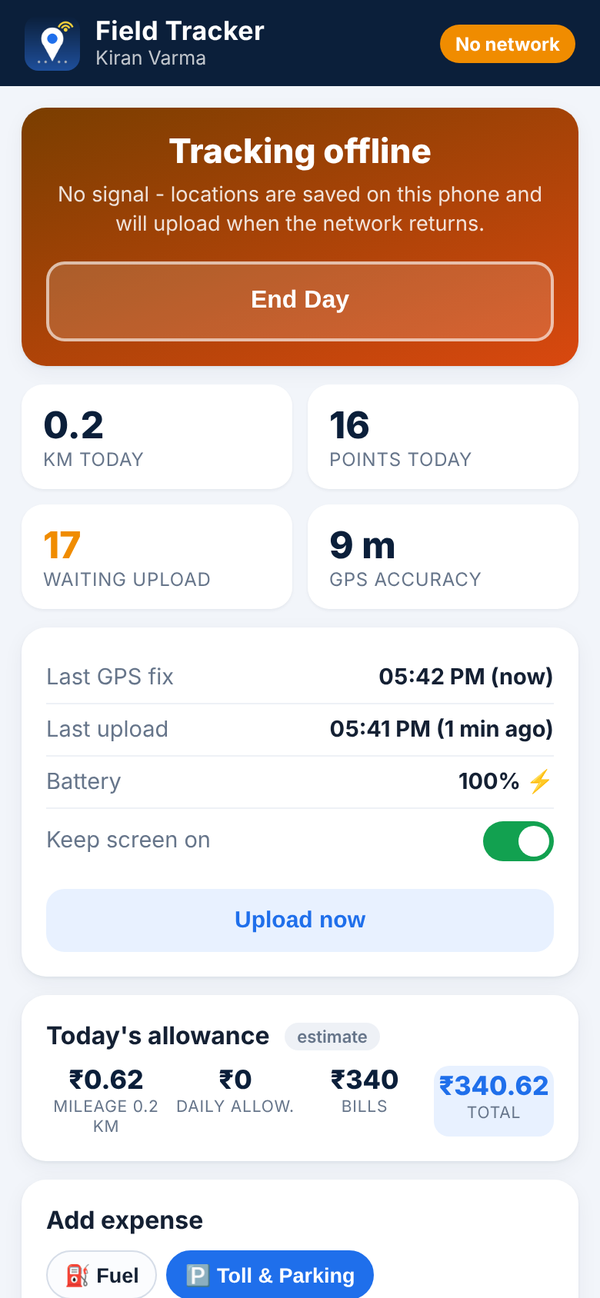 Field Tracker
Kiran Varma
No network
Tracking offline
No signal - locations are saved on this phone and
will upload when the network returns.
End Day
0.2
KM TODAY
16
POINTS TODAY
17
WAITING UPLOAD
9 m
GPS ACCURACY
Last GPS fix
05:42 PM (now)
Last upload
05:41 PM (1 min ago)
Battery
100% ⚡
Keep screen on
Upload now
Today's allowance
estimate
₹0.62
MILEAGE 0.2
KM
₹0
DAILY ALLOW.
₹340
BILLS
₹340.62
TOTAL
Add expense
⛽ Fuel
🅿️ Toll & Parking